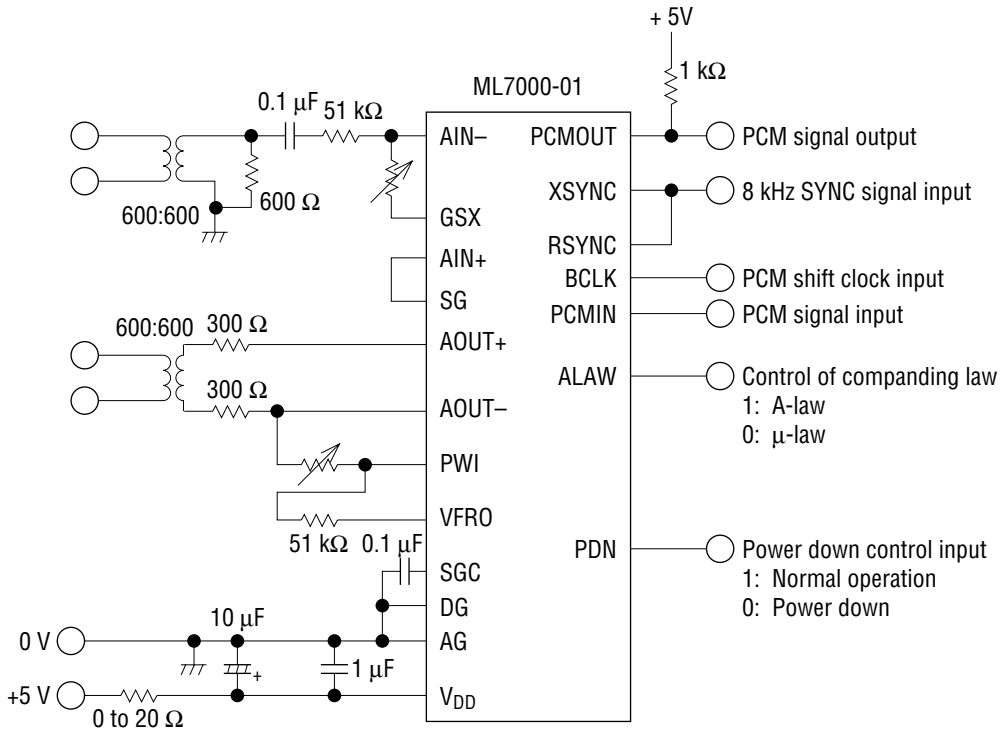 + 5V
1 kΩ
ML7000-01
0.1 µF
51 kΩ
AIN–
PCMOUT
PCM signal output
600 Ω
600:600
XSYNC
8 kHz SYNC signal input
GSX
RSYNC
AIN+
BCLK
PCM shift clock input
SG
PCMIN
PCM signal input
600:600
300 Ω
AOUT+
ALAW
Control of companding law
1: A-law
0: µ-law
300 Ω
AOUT–
PWI
VFRO
51 kΩ
0.1 µF
PDN
Power down control input
1: Normal operation
0: Power down
SGC
DG
10 µF
0 V
AG
+
1 µF
+5 V
VDD
0 to 20 Ω